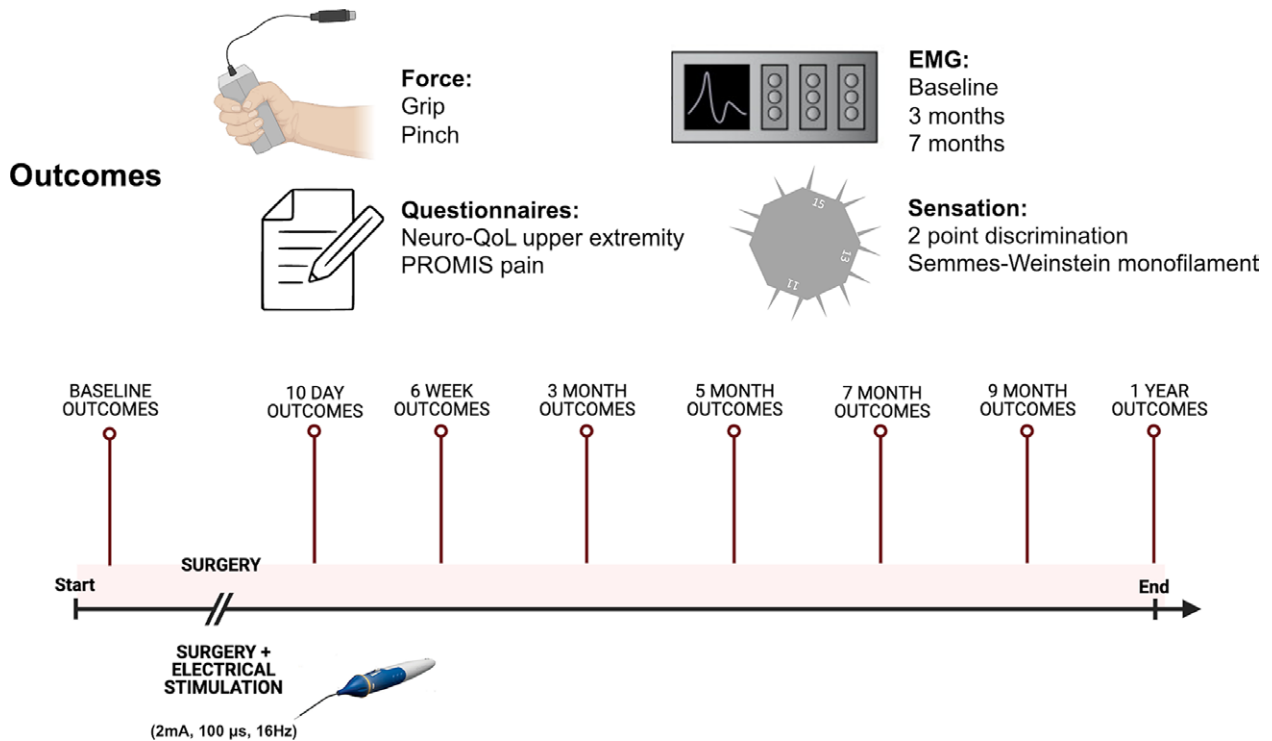 Outcomes
Force:
Grip
Pinch
EMG:
Baseline
3 months
7 months
Questionnaires:
Neuro-QoL upper extremity
PROMIS pain
15
13
11
Sensation:
2 point discrimination
Semmes-Weinstein monofilament
BASELINE
OUTCOMES
10 DAY
OUTCOMES
6 WEEK
OUTCOMES
3 MONTH
OUTCOMES
5 MONTH
OUTCOMES
7 MONTH
OUTCOMES
9 MONTH
OUTCOMES
1 YEAR
OUTCOMES
SURGERY
Start
End
SURGERY +
ELECTRICAL
STIMULATION
(2mA, 100 µs, 16Hz)